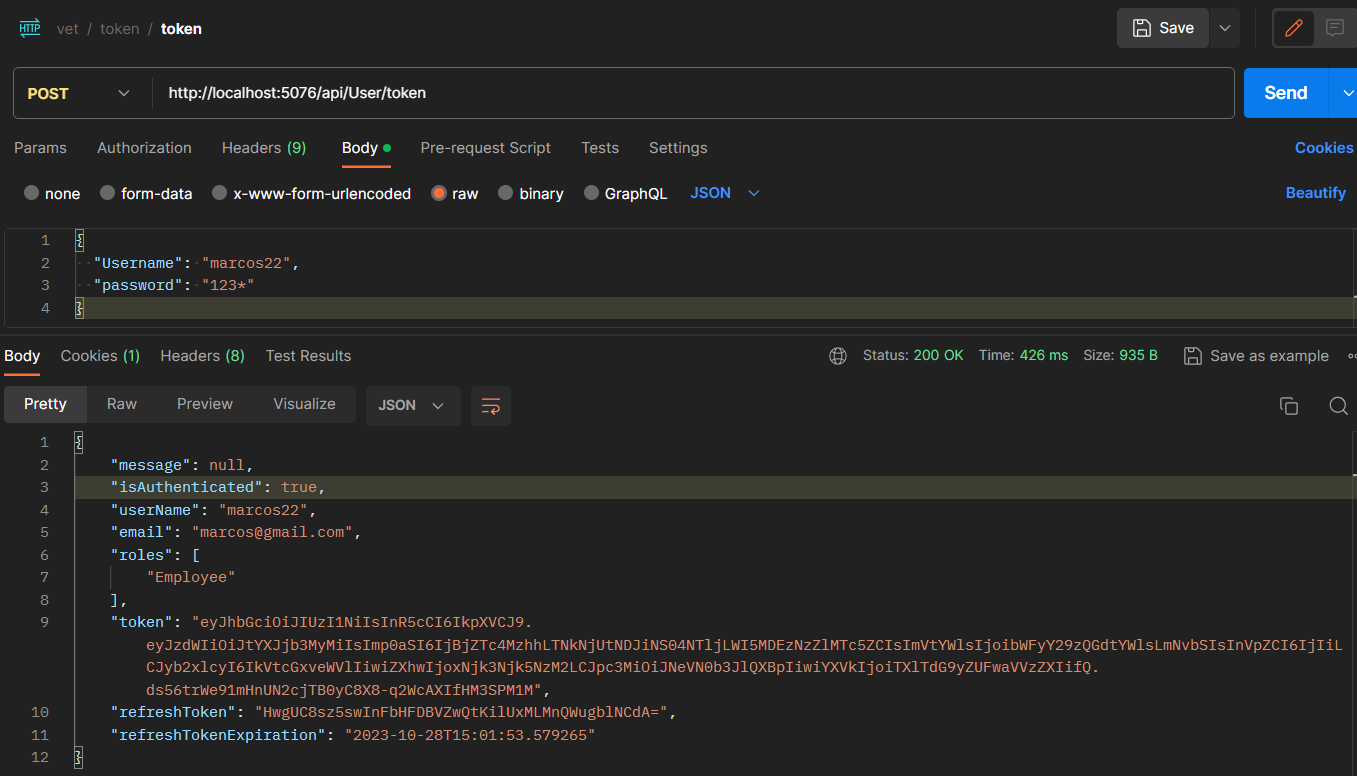 HTTP vet / token / token Save
POST http://localhost:5076/api/User/token Send
Params Authorization Headers (9) Body Pre-request Script Tests Settings Cookies
none form-data x-www-form-urlencoded raw binary GraphQL JSON Beautify
1 {
2 "Username": "marcos22",
3 "password": "123*"
4 }
Body Cookies (1) Headers (8) Test Results Status: 200 OK Time: 426 ms Size: 935 B Save as example
Pretty Raw Preview Visualize JSON
1 {
2 "message": null,
3 "isAuthenticated": true,
4 "userName": "marcos22",
5 "email": "marcos@gmail.com",
6 "roles": [
7 "Employee"
8 ],
9 "token": "eyJhbGciOiJIUzI1NiIsInR5cCI6IkpXVCJ9.
eyJzdWIiOiJtYXJjb3MyMiIsImp0aSI6IjBjZTc4MzhhLTNkNjUtNDJiNS04NTljLWI5MDEzNzZlMTc5ZCIsImVtYWlsIjoibWFyY29zQGdtYWlsLmNvbSIsInVpZCI6IjIiL
CJyb2xlcyI6IkVtcGxveWVlIiwiZXhwIjoxNjk3Njk5NzM2LCJpc3MiOiJNeVN0b3JlQXBpIiwiYXVkIjoiTXlTdG9yZUFwaVVzZXIifQ.
ds56trWe91mHnUN2cjTB0yC8X8-q2WcAXIfHM3SPM1M",
10 "refreshToken": "HwgUC8sz5swInFbHFDBVZwQtKilUxMLMnQWugblNCdA=",
11 "refreshTokenExpiration": "2023-10-28T15:01:53.579265"
12 }